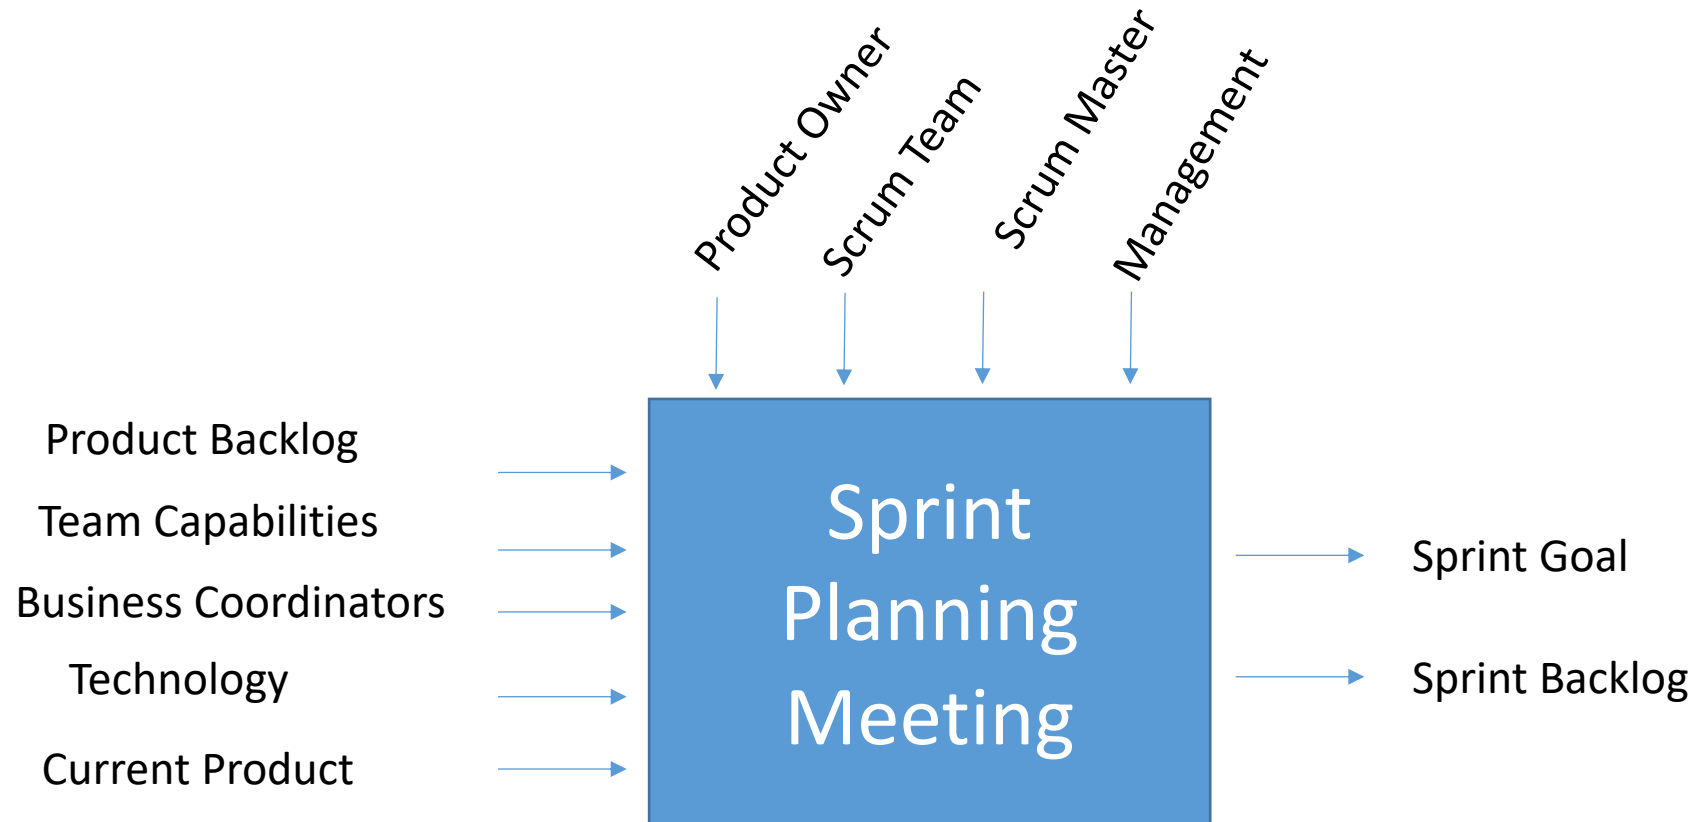 Product Owner
Scrum Team
Scrum Master
Management
Product Backlog
Team Capabilities
Business Coordinators
Technology
Current Product
Sprint
Planning
Meeting
Sprint Goal
Sprint Backlog